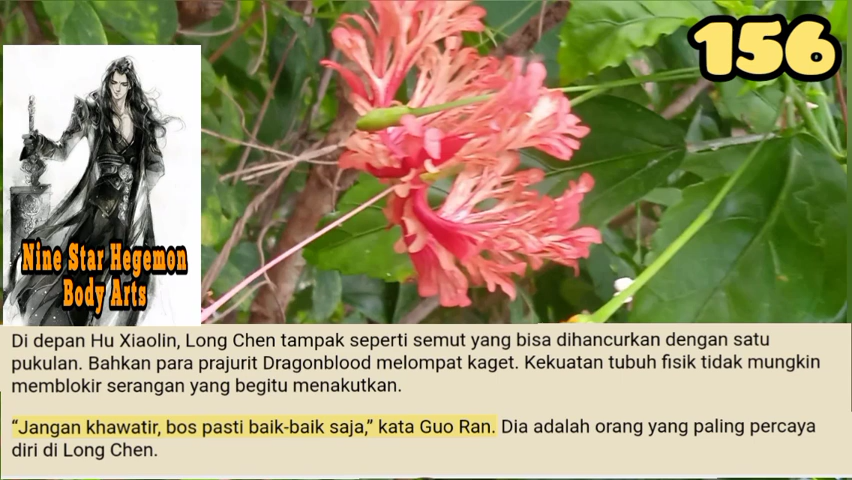 156
Nine Star Hegemon
Body Arts
Di depan Hu Xiaolin, Long Chen tampak seperti semut yang bisa dihancurkan dengan satu
pukulan. Bahkan para prajurit Dragonblood melompat kaget. Kekuatan tubuh fisik tidak mungkin
memblokir serangan yang begitu menakutkan.
“Jangan khawatir, bos pasti baik-baik saja,” kata Guo Ran. Dia adalah orang yang paling percaya
diri di Long Chen.